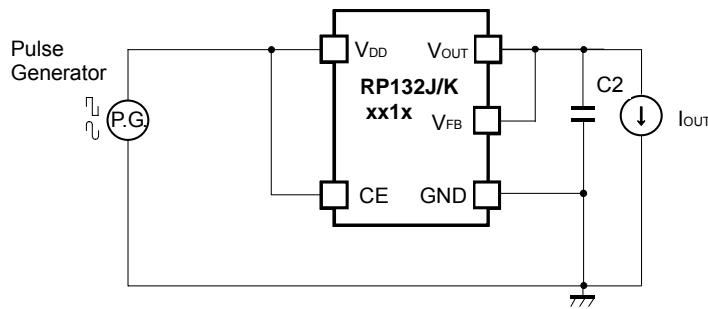 Pulse
Generator
P.G.
VDD
VOUT
RP132J/K
xx1x
VFB
CE
GND
C2
IOUT